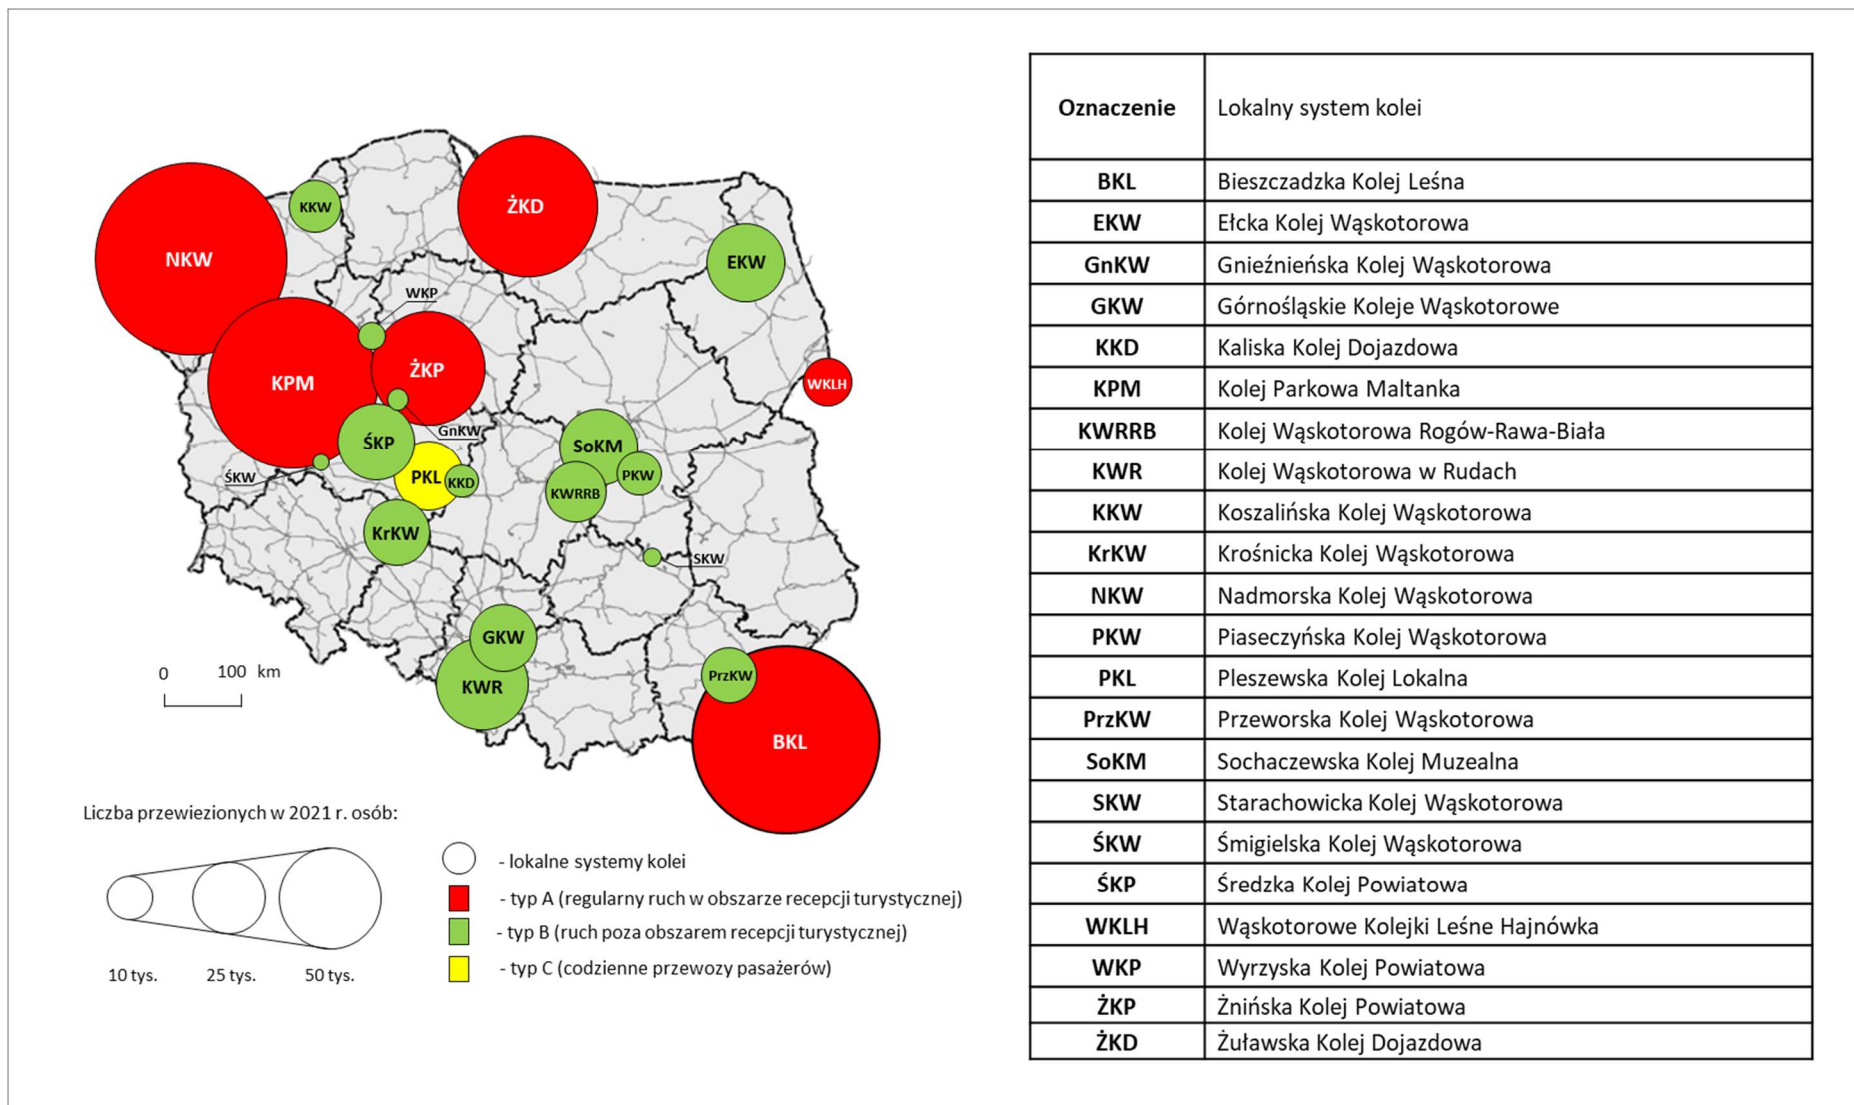 KKW
ŻKD
NKW
EKW
WKP
ŻKP
KPM
WKLH
GnKW
ŚKP
SoKM
ŚKW
PKL
KKD
PKW
KWRRB
KrKW
SKW
GKW
KWR
PrzKW
BKL
0 100 km
Liczba przewiezionych w 2021 r. osób:
10 tys. 25 tys. 50 tys.
- lokalne systemy kolei
- typ A (regularny ruch w obszarze recepcji turystycznej)
- typ B (ruch poza obszarem recepcji turystycznej)
- typ C (codzienne przewozy pasażerów)
Oznaczenie Lokalny system kolei
BKL Bieszczadzka Kolej Leśna
EKW Ełcka Kolej Wąskotorowa
GnKW Gnieźnieńska Kolej Wąskotorowa
GKW Górnośląskie Koleje Wąskotorowe
KKD Kaliska Kolej Dojazdowa
KPM Kolej Parkowa Maltanka
KWRRB Kolej Wąskotorowa Rogów-Rawa-Biała
KWR Kolej Wąskotorowa w Rudach
KKW Koszalińska Kolej Wąskotorowa
KrKW Krośnicka Kolej Wąskotorowa
NKW Nadmorska Kolej Wąskotorowa
PKW Piaseczyńska Kolej Wąskotorowa
PKL Pleszewska Kolej Lokalna
PrzKW Przeworska Kolej Wąskotorowa
SoKM Sochaczewska Kolej Muzealna
SKW Starachowicka Kolej Wąskotorowa
ŚKW Śmigielska Kolej Wąskotorowa
ŚKP Średzka Kolej Powiatowa
WKLH Wąskotorowe Kolejki Leśne Hajnówka
WKP Wyrzyska Kolej Powiatowa
ŻKP Żnińska Kolej Powiatowa
ŻKD Żuławska Kolej Dojazdowa